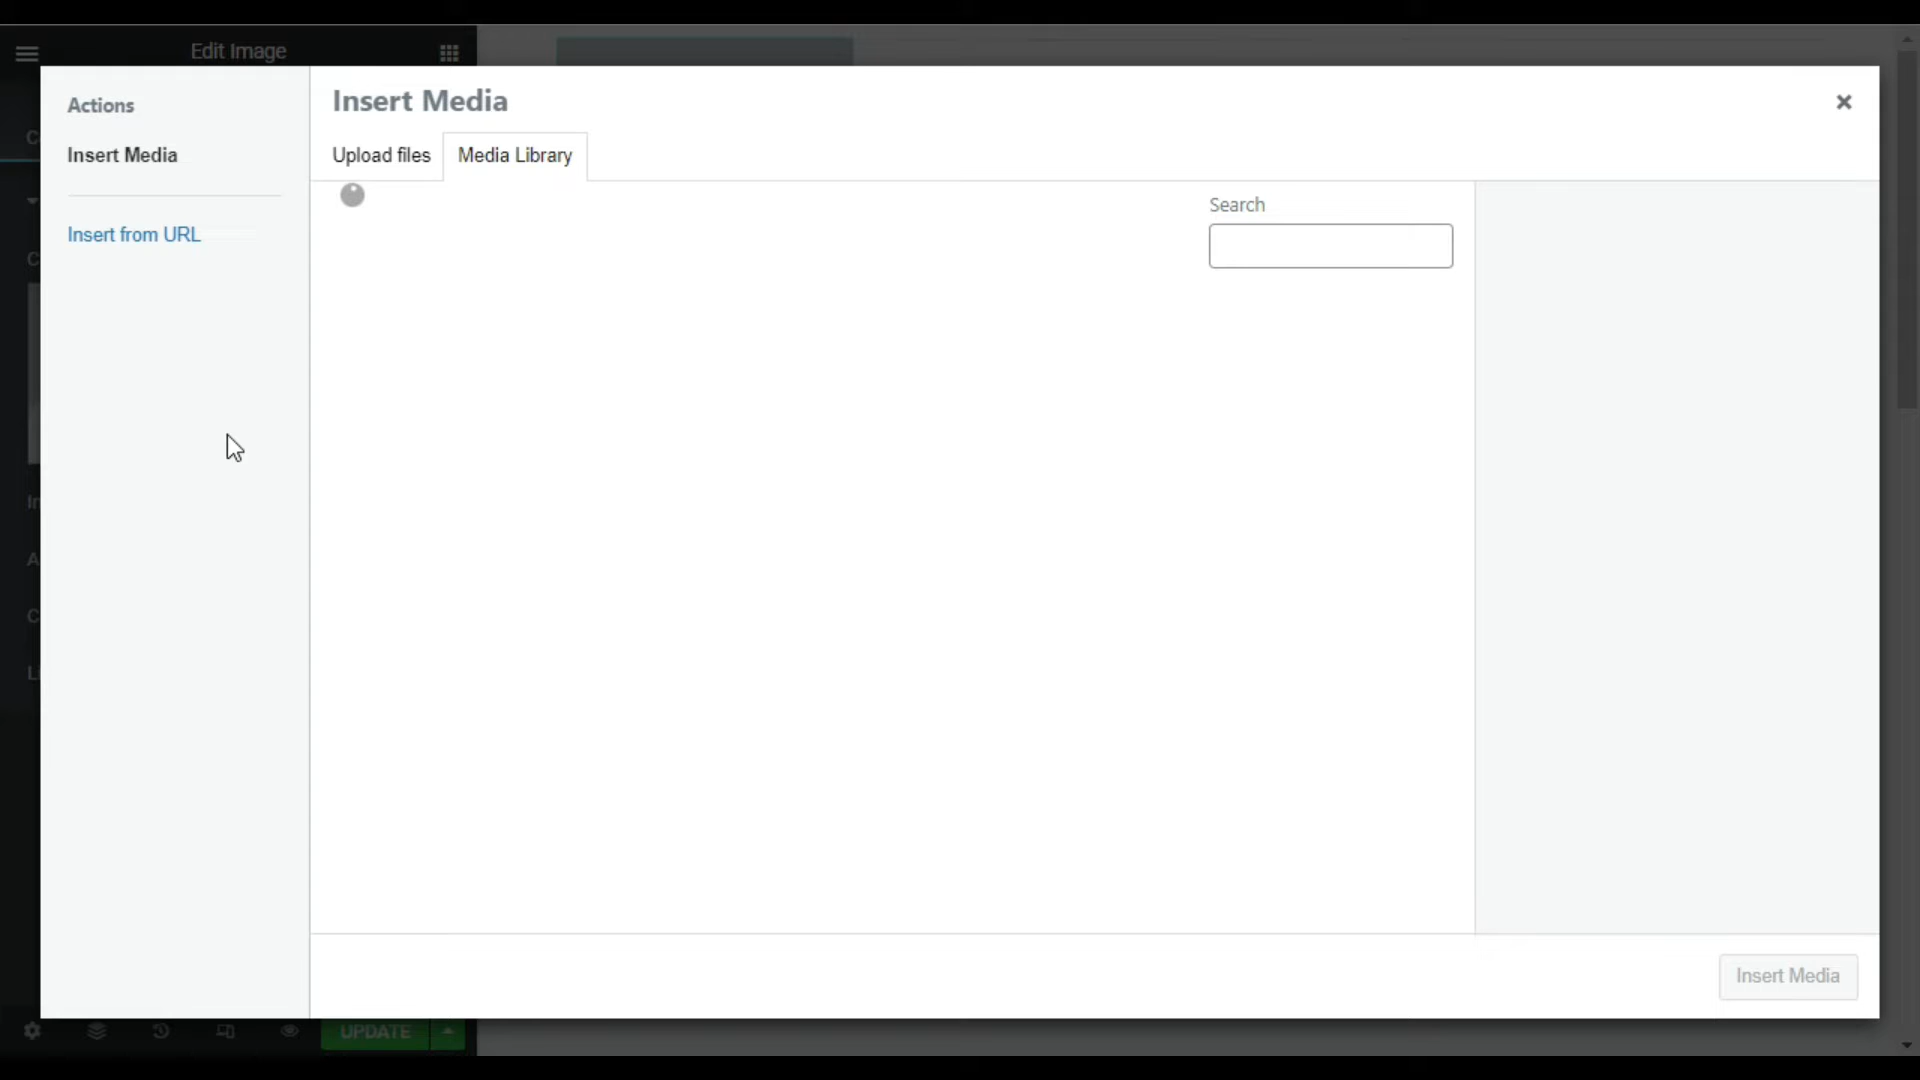 Edit Image
Actions
Insert Media
Insert from URL
Insert Media
Upload files
Media Library
Search
Insert Media
UPDATE